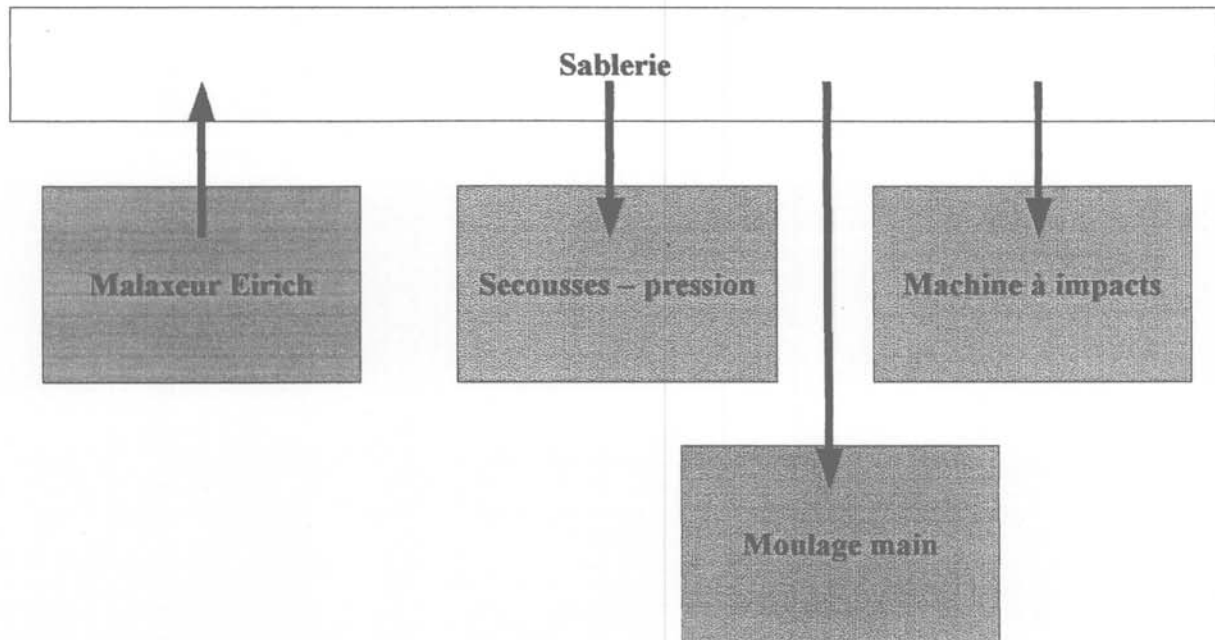 Sablerie
Malaxeur Eirich
Secousses – pression
Machine à impacts
Moulage main